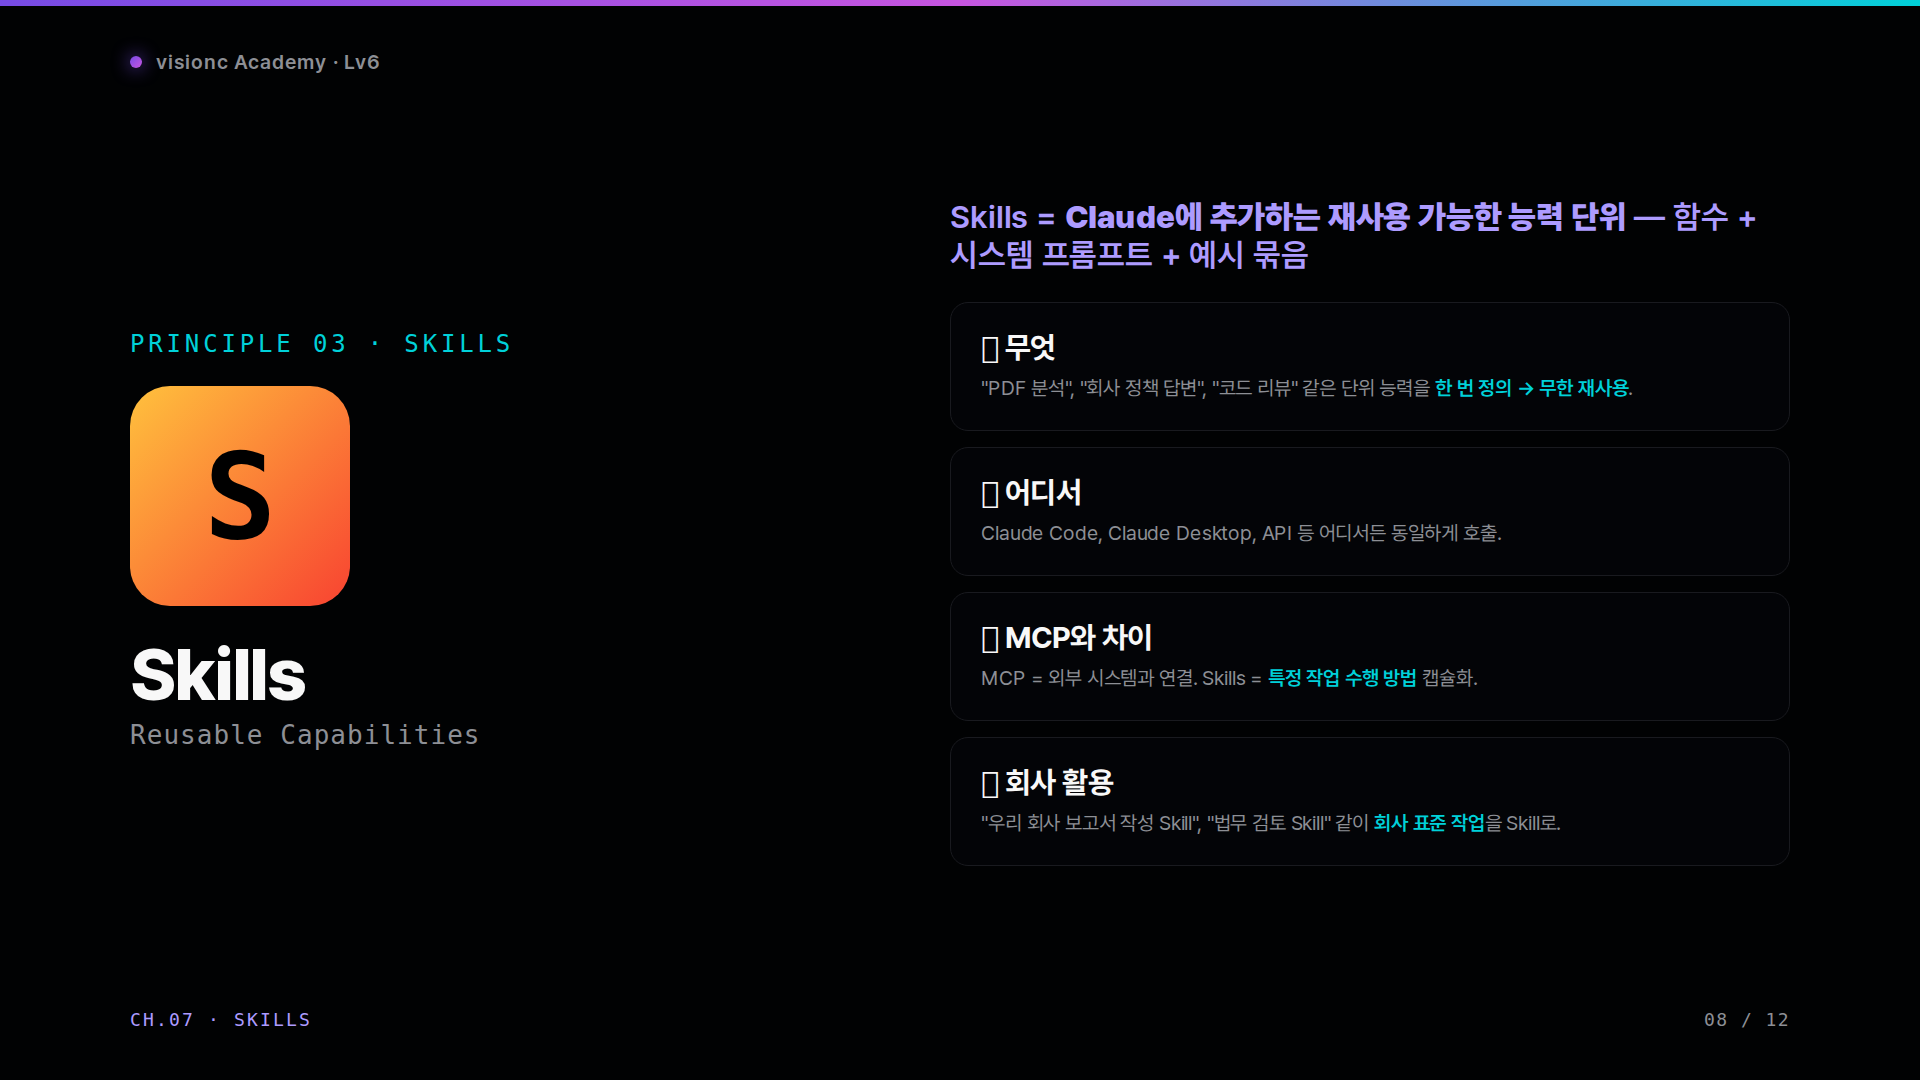 visionc Academy · Lv6
PRINCIPLE 03 · SKILLS
S
Skills
Reusable Capabilities
Skills = Claude에 추가하는 재사용 가능한 능력 단위 — 함수 +
시스템 프롬프트 + 예시 묶음
무엇
"PDF 분석", "회사 정책 답변", "코드 리뷰" 같은 단위 능력을 한 번 정의 → 무한 재사용.
어디서
Claude Code, Claude Desktop, API 등 어디서든 동일하게 호출.
MCP와 차이
MCP = 외부 시스템과 연결. Skills = 특정 작업 수행 방법 캡슐화.
회사 활용
"우리 회사 보고서 작성 Skill", "법무 검토 Skill" 같이 회사 표준 작업을 Skill로.
CH.07 · SKILLS
08 / 12